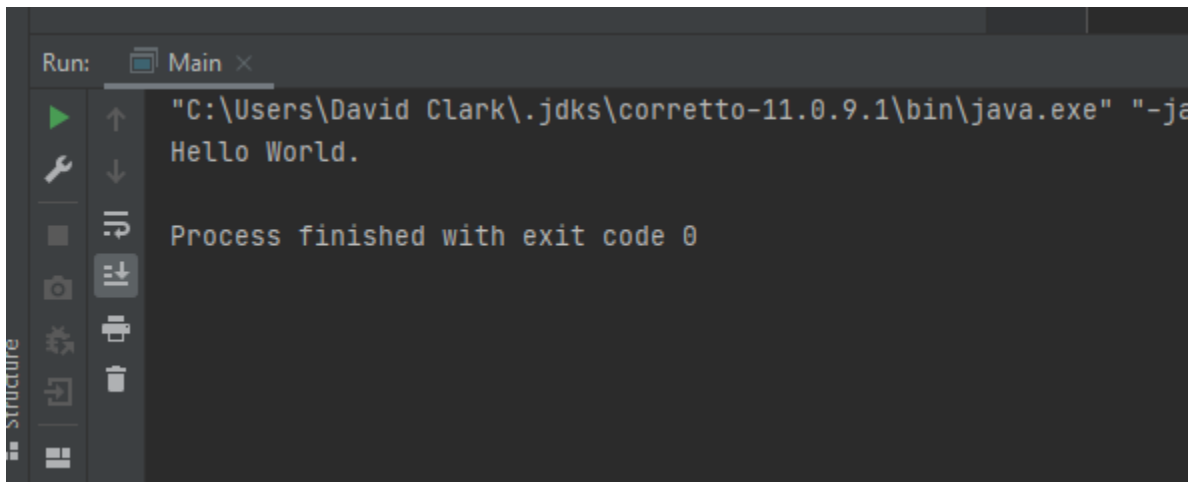 Run: Main
"C:\Users\David Clark\.jdks\corretto-11.0.9.1\bin\java.exe" "-ja
Hello World.
Process finished with exit code 0
Structure